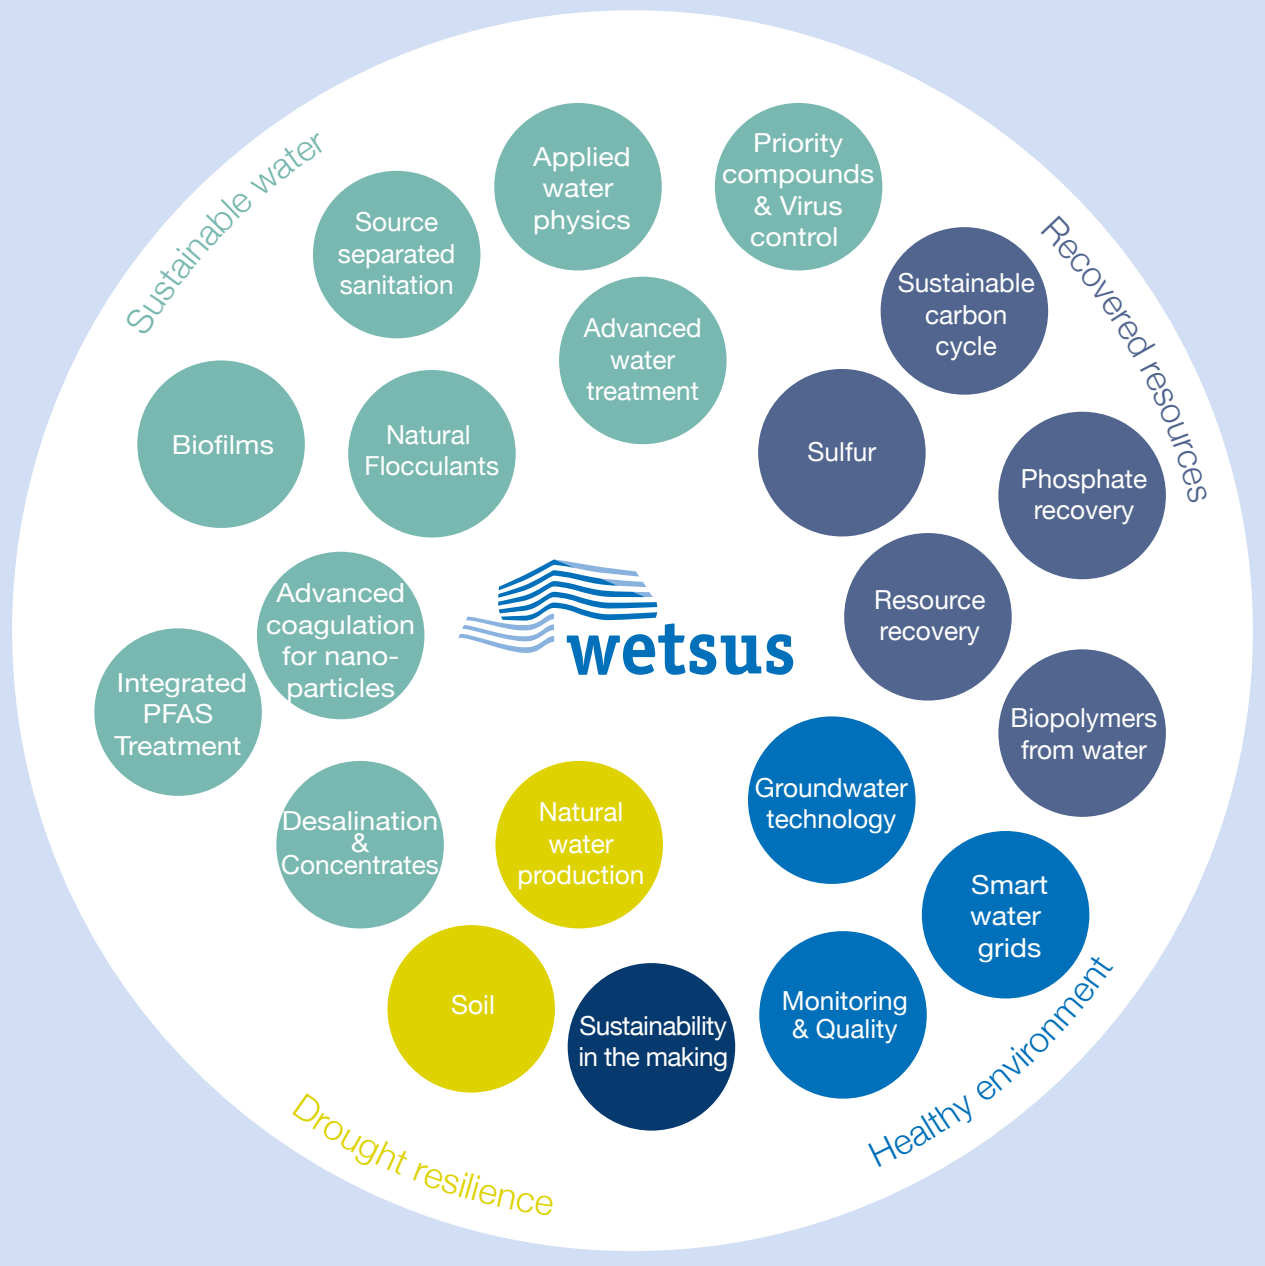 Sustainable water
Applied
water
physics
Priority
compounds
& Virus
control
Source
separated
sanitation
Recovered resources
Sustainable
carbon
cycle
Advanced
water
treatment
Biofilms
Natural
Flocculants
Sulfur
Phosphate
recovery
Advanced
coagulation
for nano-
particles
wetsus
Resource
recovery
Integrated
PFAS
Treatment
Biopolymers
from water
Desalination
&
Concentrates
Natural
water
production
Groundwater
technology
Smart
water
grids
Soil
Sustainability
in the making
Monitoring
& Quality
Healthy environment
Drought resilience